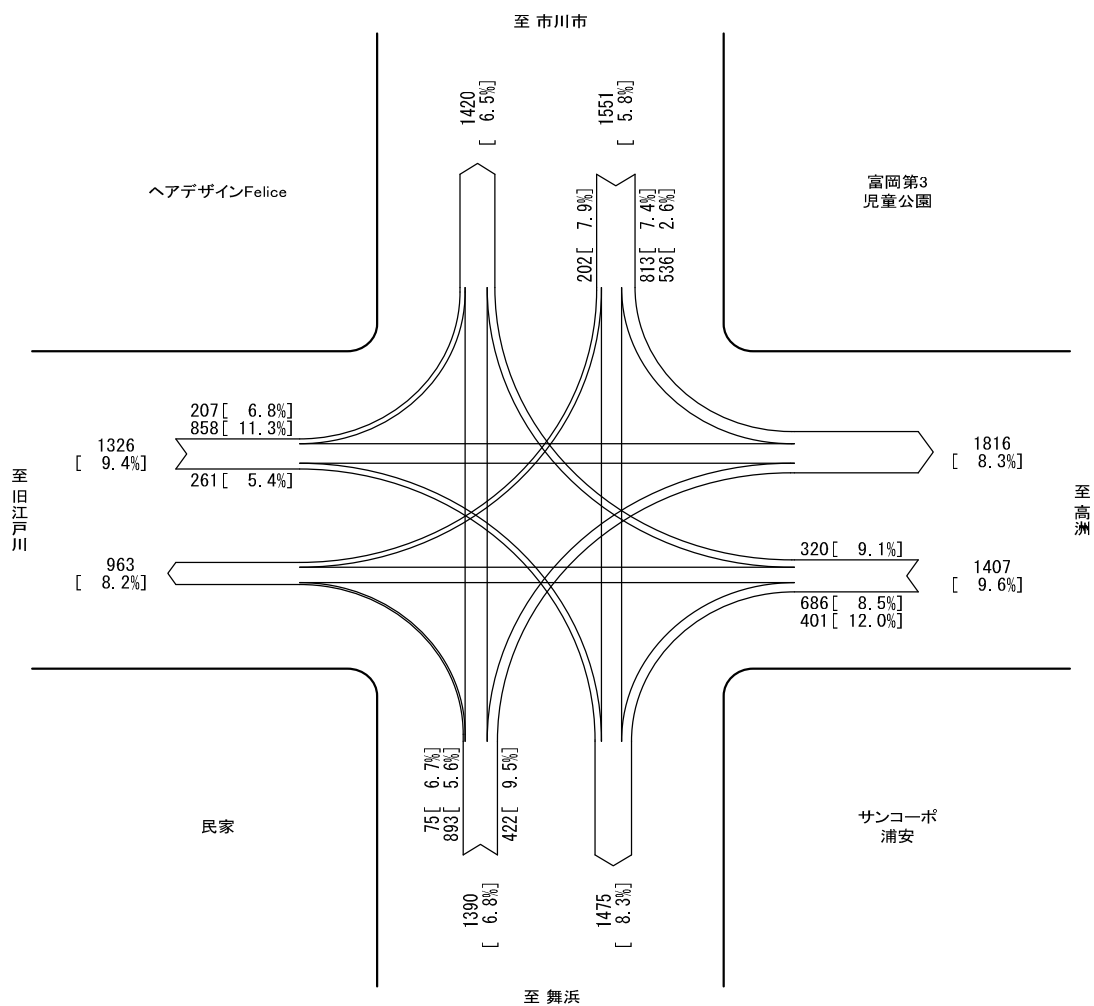 至 市川市
1420
[ 6.5%]
1551
[ 5.8%]
ヘアデザインFelice
富岡第3
児童公園
202[ 7.9%]
813[ 7.4%]
536[ 2.6%]
207[ 6.8%]
858[ 11.3%]
1326
[ 9.4%]
261[ 5.4%]
1816
[ 8.3%]
至 旧江戸川
至 高洲
963
[ 8.2%]
320[ 9.1%]
1407
[ 9.6%]
686[ 8.5%]
401[ 12.0%]
75[ 6.7%]
893[ 5.6%]
422[ 9.5%]
民家
サンコーポ
浦安
1390
[ 6.8%]
1475
[ 8.3%]
至 舞浜